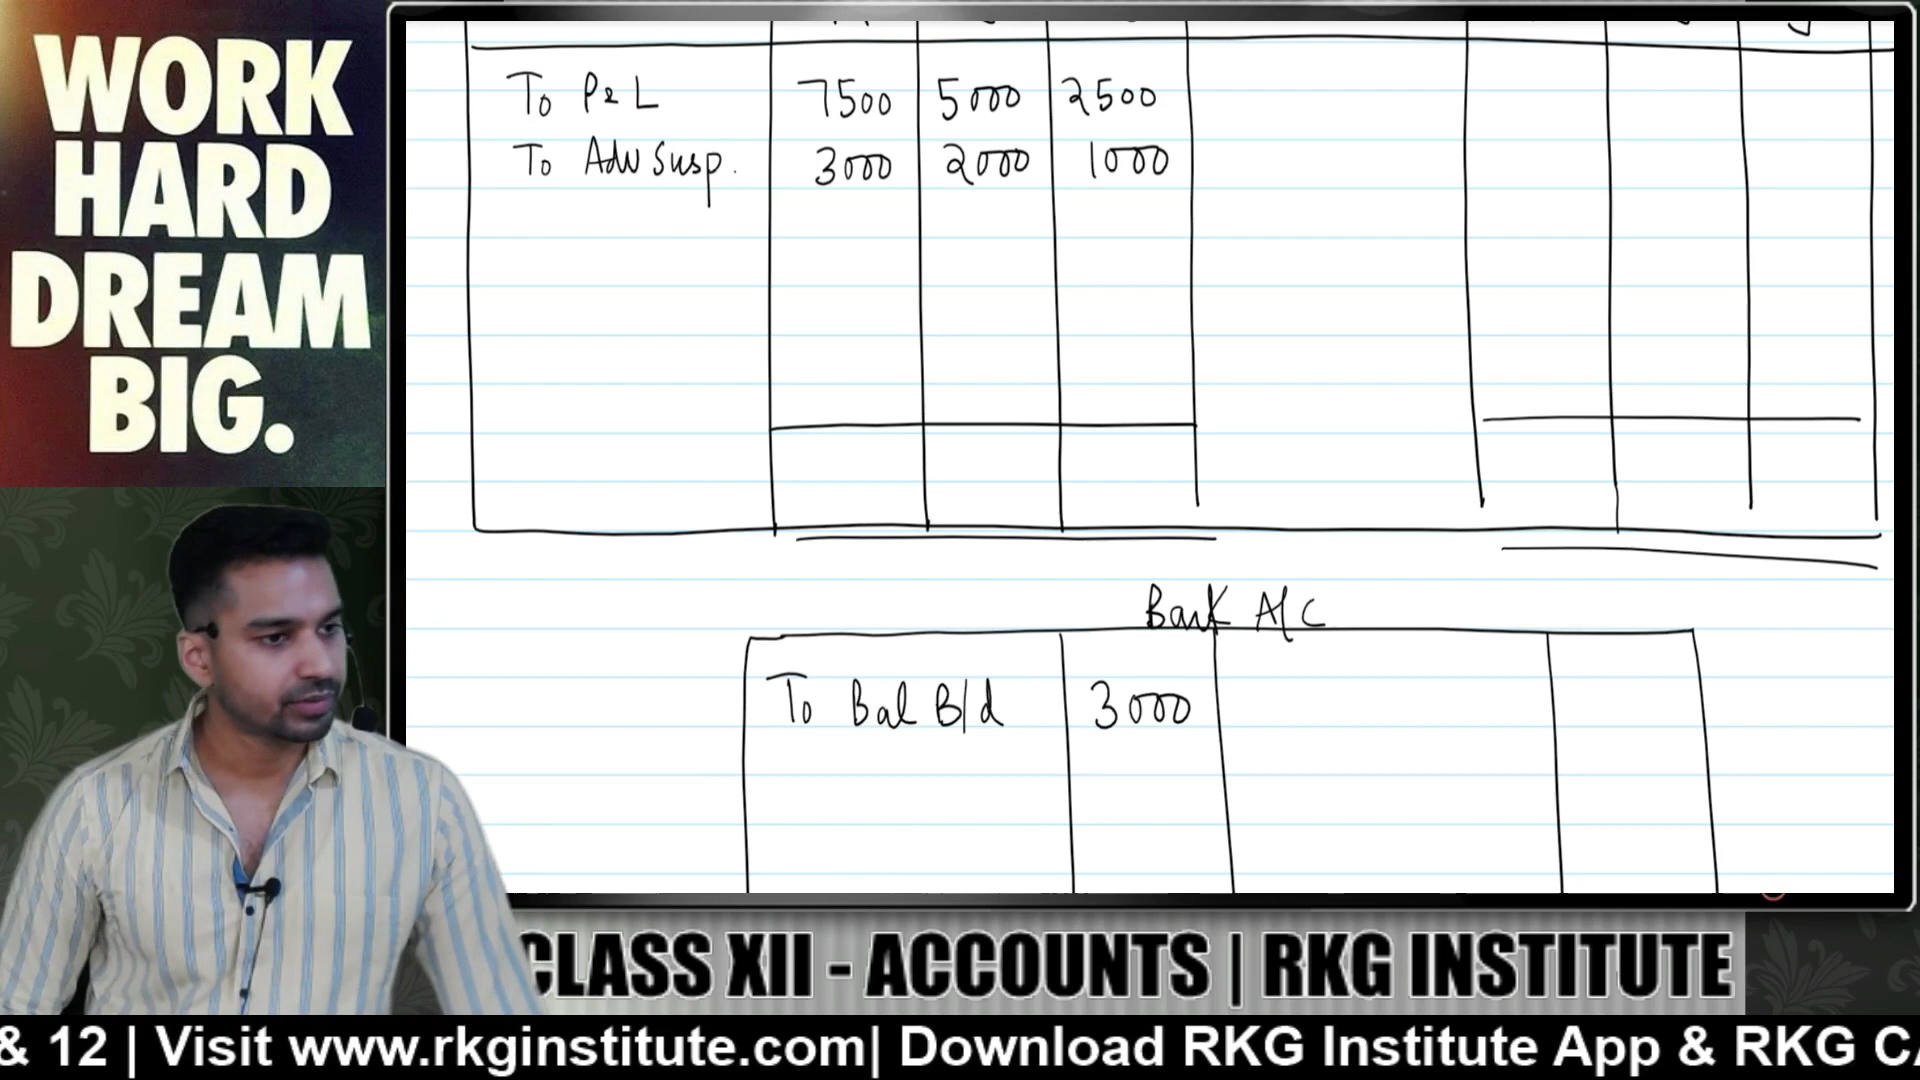 WORK
HARD
DREAM
BIG.
To P& L 7500 5000 2500
To Adv Susp. 3000 2000 1000
Bank A/C
To Bal B/d 3000
CLASS XII - ACCOUNTS | RKG INSTITUTE
& 12 | Visit www.rkginstitute.com| Download RKG Institute App & RKG